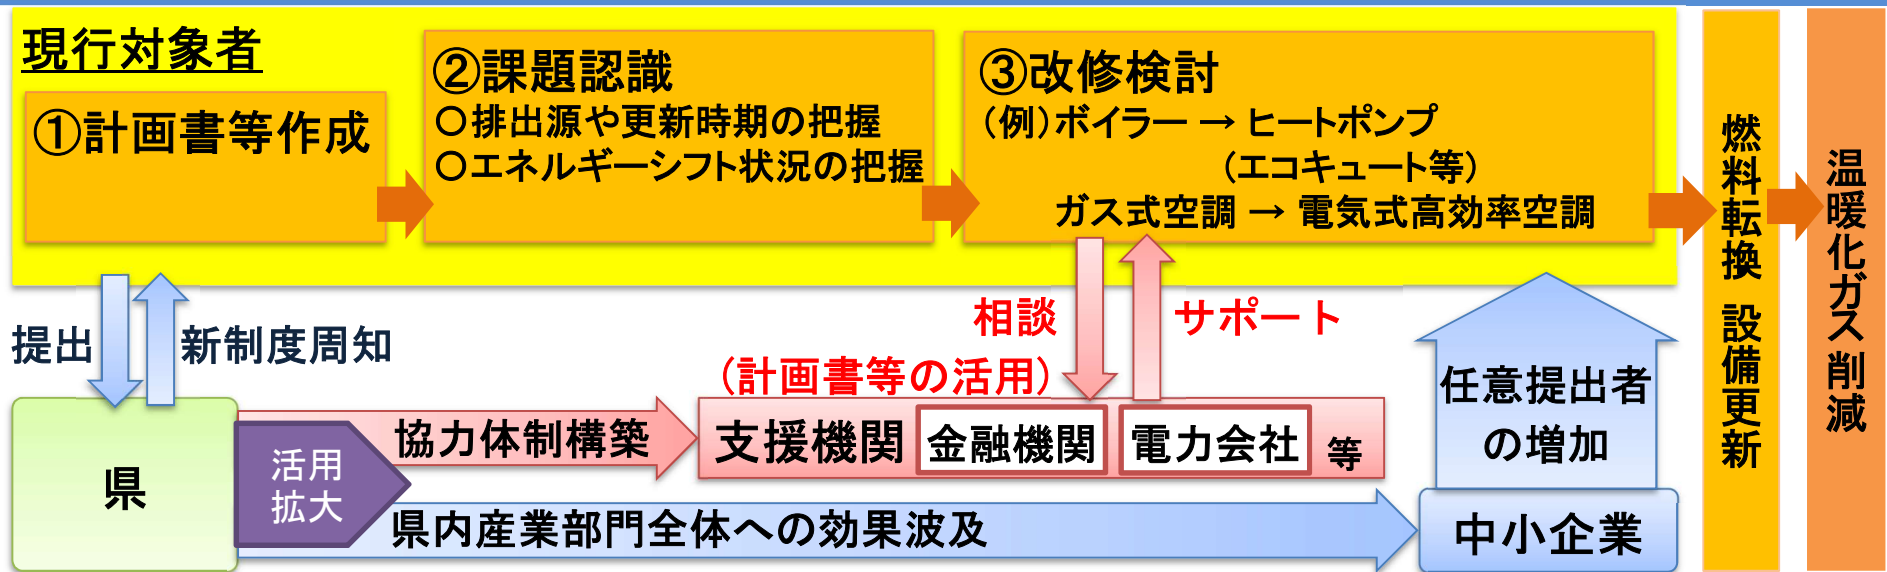 現行対象者
①計画書等作成
②課題認識
○排出源や更新時期の把握
○エネルギーシフト状況の把握
③改修検討
(例)ボイラー → ヒートポンプ
(エコキュート等)
ガス式空調 → 電気式高効率空調
燃料転換 設備更新
温暖化ガス削減
提出
新制度周知
相談
サポート
(計画書等の活用)
県
活用
拡大
協力体制構築
支援機関
金融機関
電力会社
等
県内産業部門全体への効果波及
任意提出者
の増加
中小企業